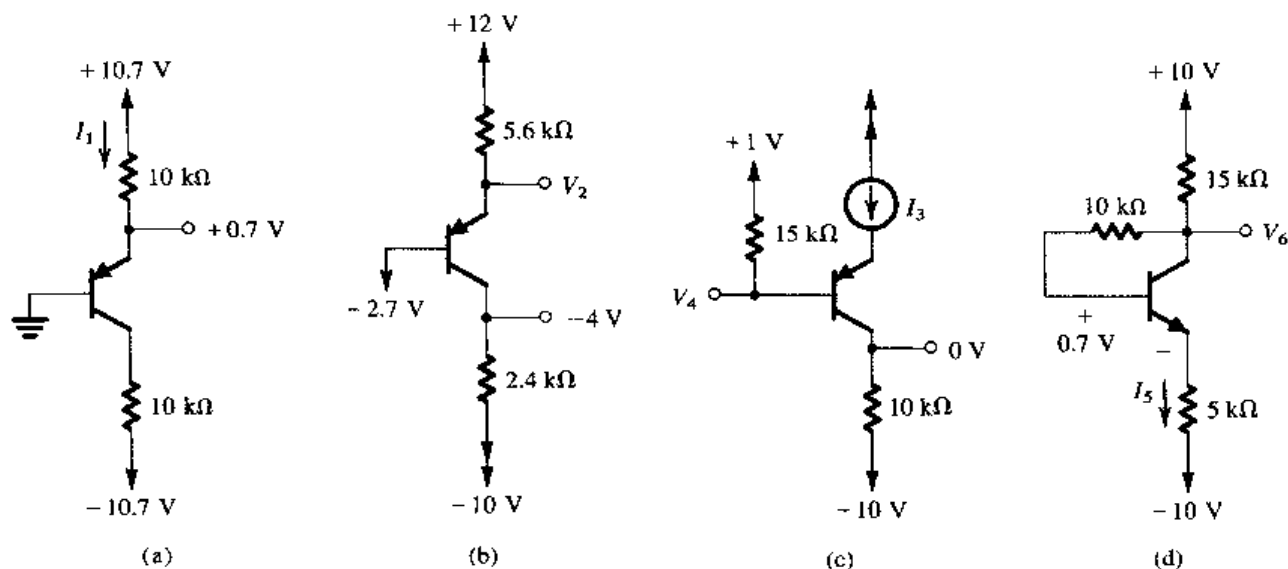 +10.7 V
I₁
10 kΩ
+0.7 V
10 kΩ
−10.7 V
(a)
+12 V
5.6 kΩ
V₂
−2.7 V
−4 V
2.4 kΩ
−10 V
(b)
+1 V
15 kΩ
I₃
V₄
0 V
10 kΩ
−10 V
(c)
+10 V
15 kΩ
10 kΩ
V₆
+
0.7 V
−
I₅
5 kΩ
−10 V
(d)